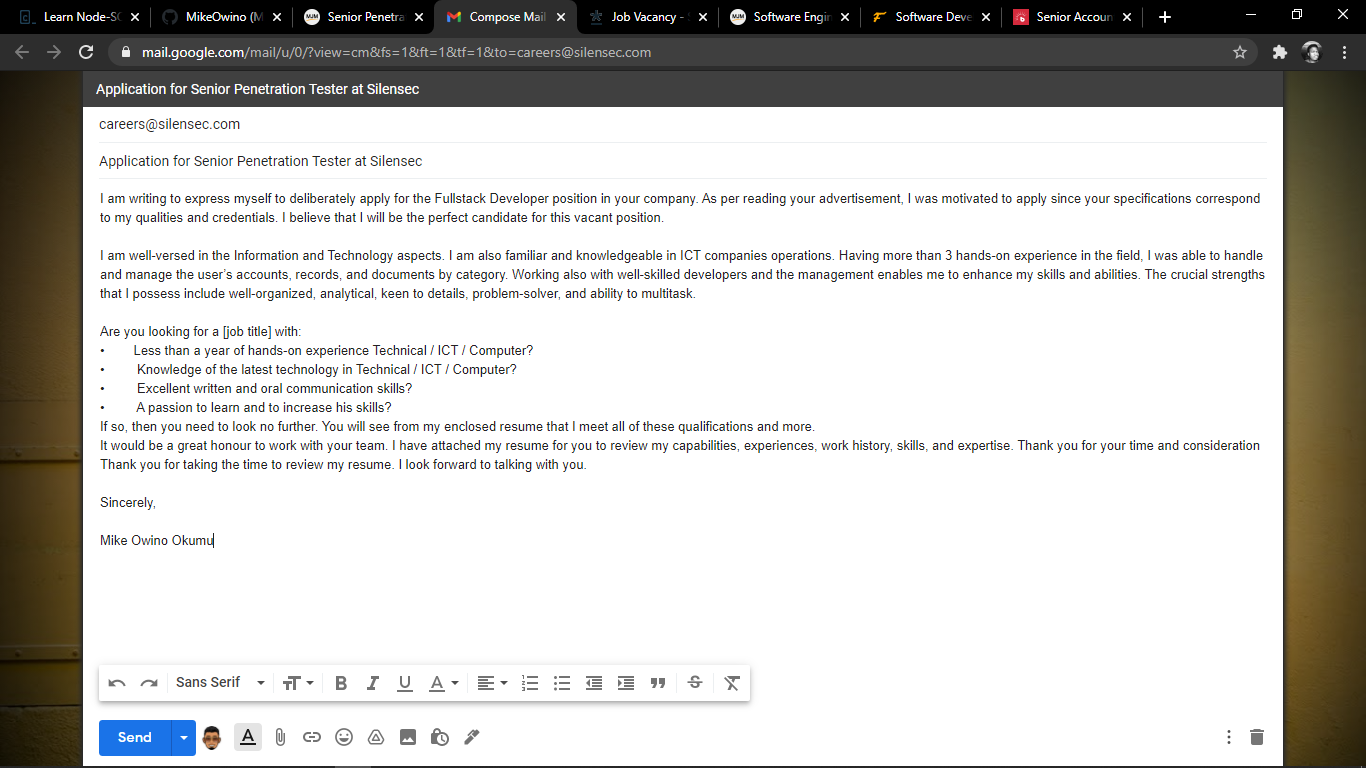 Learn Node-SC
MikeOwino (M
Senior Penetra
Compose Mail
Job Vacancy -
Software Engin
Software Deve
Senior Accoun
mail.google.com/mail/u/0/?view=cm&fs=1&ft=1&tf=1&to=careers@silensec.com
Application for Senior Penetration Tester at Silensec
careers@silensec.com
Application for Senior Penetration Tester at Silensec
I am writing to express myself to deliberately apply for the Fullstack Developer position in your company. As per reading your advertisement, I was motivated to apply since your specifications correspond
to my qualities and credentials. I believe that I will be the perfect candidate for this vacant position.
I am well-versed in the Information and Technology aspects. I am also familiar and knowledgeable in ICT companies operations. Having more than 3 hands-on experience in the field, I was able to handle
and manage the user's accounts, records, and documents by category. Working also with well-skilled developers and the management enables me to enhance my skills and abilities. The crucial strengths
that I possess include well-organized, analytical, keen to details, problem-solver, and ability to multitask.
Are you looking for a [job title] with:
• Less than a year of hands-on experience Technical / ICT / Computer?
• Knowledge of the latest technology in Technical / ICT / Computer?
• Excellent written and oral communication skills?
• A passion to learn and to increase his skills?
If so, then you need to look no further. You will see from my enclosed resume that I meet all of these qualifications and more.
It would be a great honour to work with your team. I have attached my resume for you to review my capabilities, experiences, work history, skills, and expertise. Thank you for your time and consideration
Thank you for taking the time to review my resume. I look forward to talking with you.
Sincerely,
Mike Owino Okumu
Sans Serif
Send